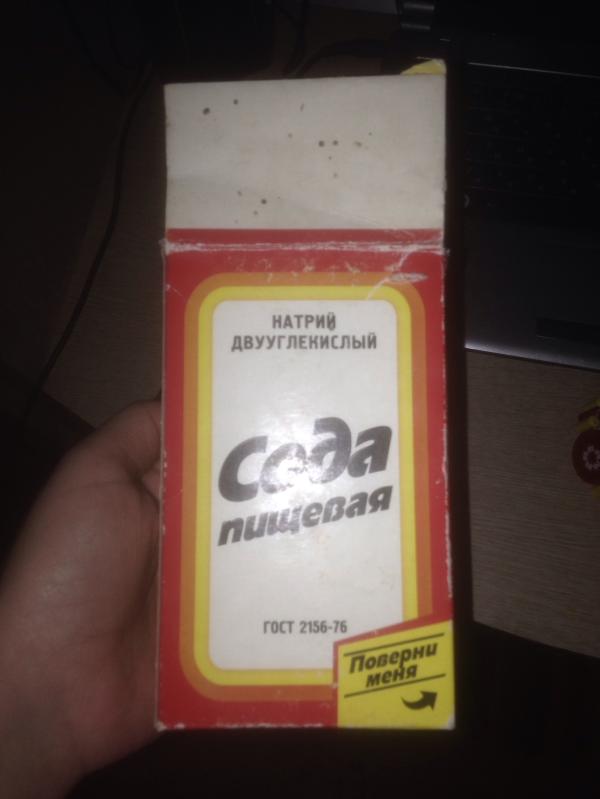 НАТРИЙ
ДВУУГЛЕКИСЛЫЙ
Сода
пищевая
ГОСТ 2156-76
Поверни
меня